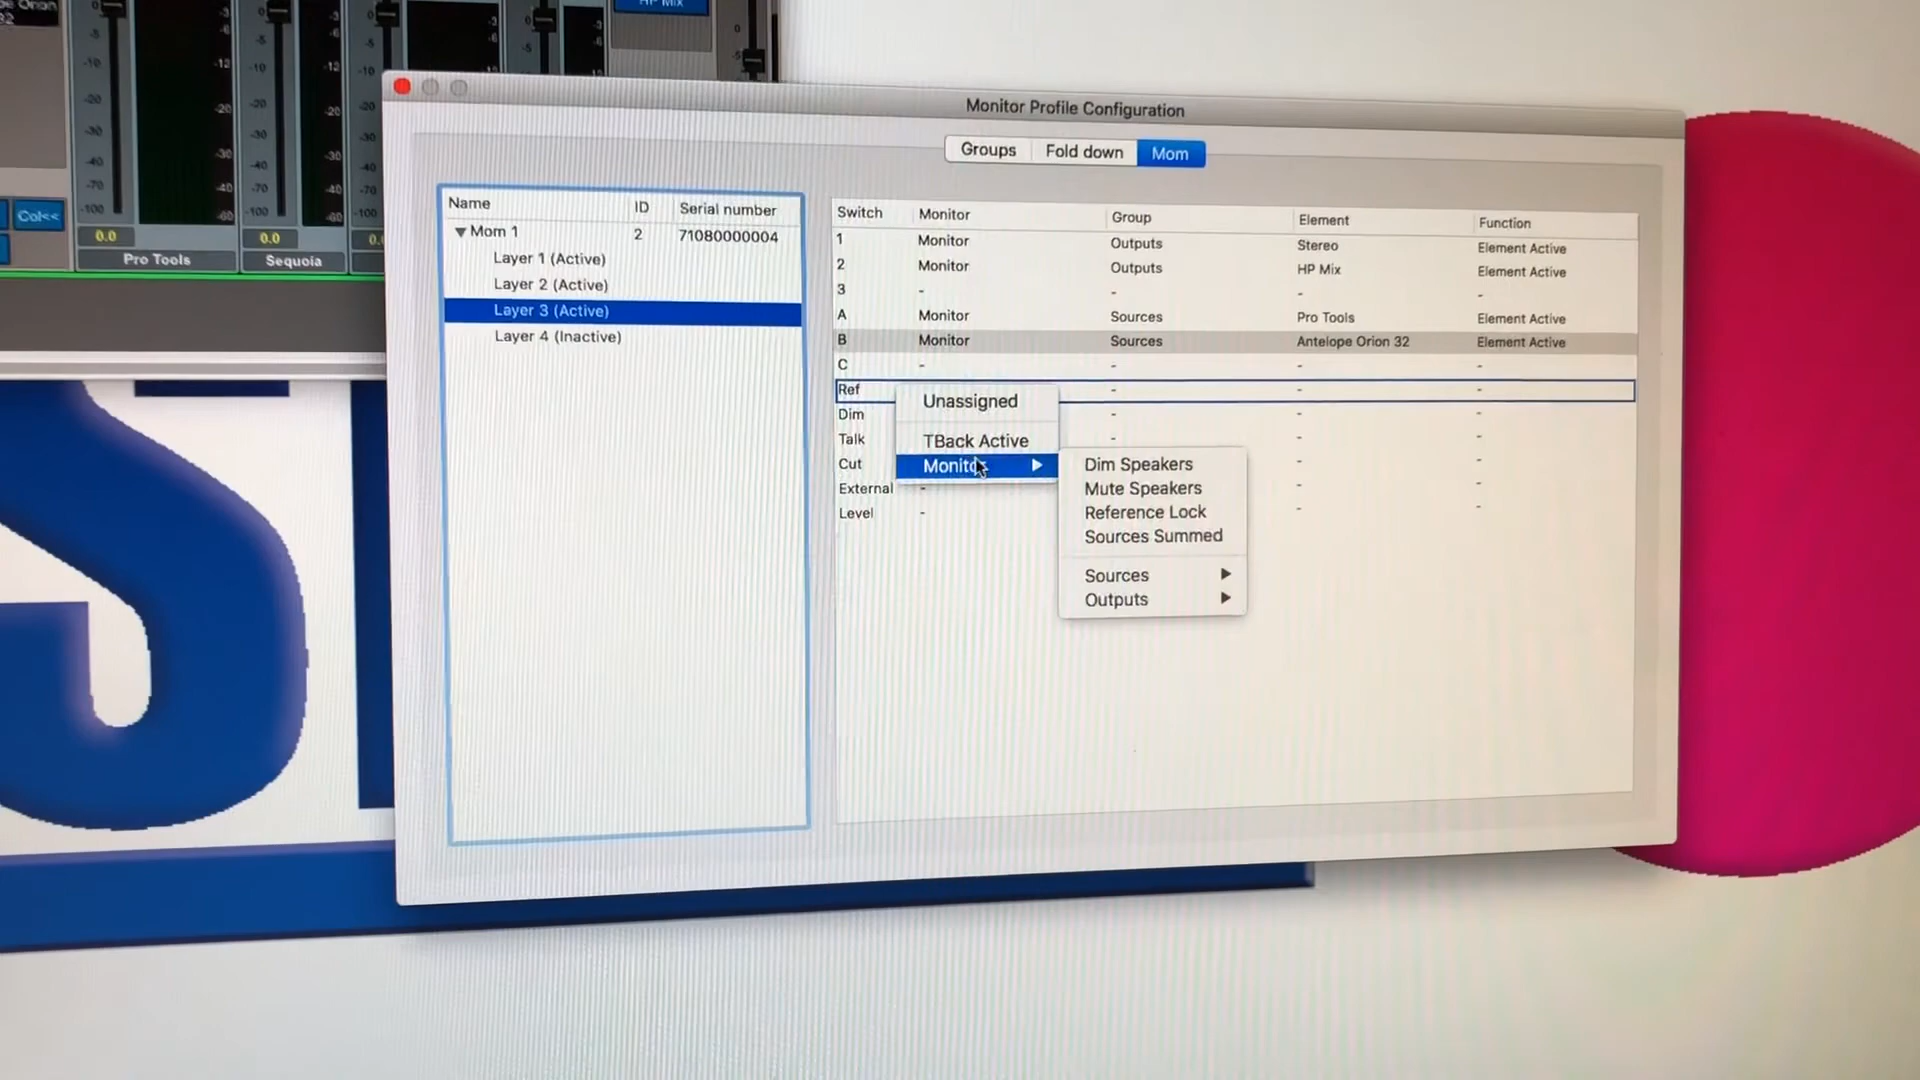 HP Mix
Col<<
0.0
0.0
Pro Tools
Sequoia
Monitor Profile Configuration
Groups Fold down Mom
Name ID Serial number
Mom 1 2 71080000004
Layer 1 (Active)
Layer 2 (Active)
Layer 3 (Active)
Layer 4 (Inactive)
Switch Monitor Group Element Function
1 Monitor Outputs Stereo Element Active
2 Monitor Outputs HP Mix Element Active
3 - - - -
A Monitor Sources Pro Tools Element Active
B Monitor Sources Antelope Orion 32 Element Active
C - - - -
Ref - - -
Dim - - -
Talk - - -
Cut - -
External - - -
Level - - -
Unassigned
TBack Active
Monitor
Dim Speakers
Mute Speakers
Reference Lock
Sources Summed
Sources
Outputs